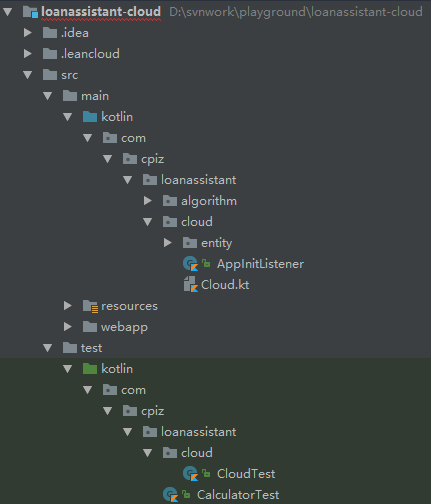 loanassistant-cloud D:\svnwork\playground\loanassistant-cloud
.idea
.leancloud
src
main
kotlin
com
cpiz
loanassistant
algorithm
cloud
entity
AppInitListener
Cloud.kt
resources
webapp
test
kotlin
com
cpiz
loanassistant
cloud
CloudTest
CalculatorTest